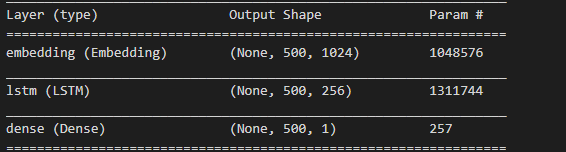 Layer (type) Output Shape Param #
=================================================================
embedding (Embedding) (None, 500, 1024) 1048576
_________________________________________________________________
lstm (LSTM) (None, 500, 256) 1311744
_________________________________________________________________
dense (Dense) (None, 500, 1) 257
=================================================================